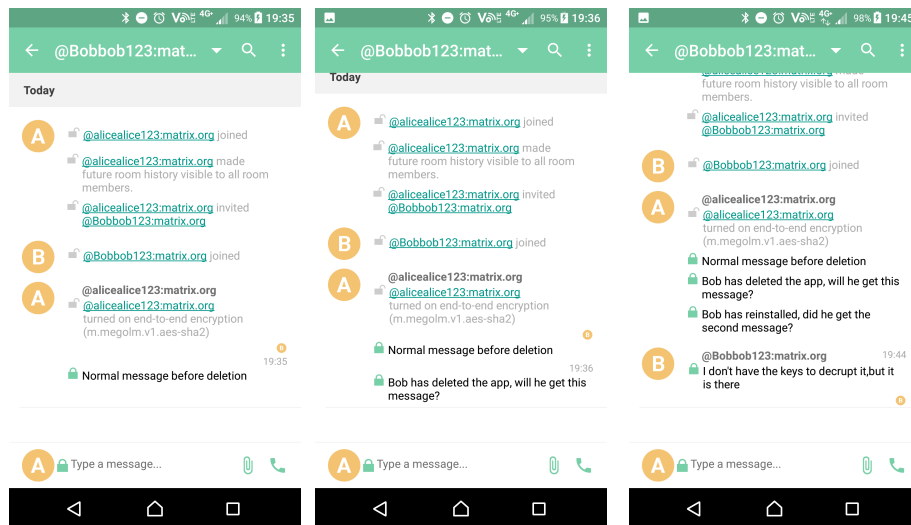 94% 19:35
@Bobbob123:mat...
Today
A
@alicealice123:matrix.org joined
@alicealice123:matrix.org made
future room history visible to all room
members.
@alicealice123:matrix.org invited
@Bobbob123:matrix.org
B
@Bobbob123:matrix.org joined
A
@alicealice123:matrix.org
@alicealice123:matrix.org
turned on end-to-end encryption
(m.megolm.v1.aes-sha2)
B
19:35
Normal message before deletion
A
Type a message...
4G+ 95% 19:36
@Bobbob123:mat...
Today
A
@alicealice123:matrix.org joined
@alicealice123:matrix.org made
future room history visible to all room
members.
@alicealice123:matrix.org invited
@Bobbob123:matrix.org
B
@Bobbob123:matrix.org joined
A
@alicealice123:matrix.org
@alicealice123:matrix.org
turned on end-to-end encryption
(m.megolm.v1.aes-sha2)
B
Normal message before deletion
19:36
Bob has deleted the app, will he get this
message?
A
Type a message...
4G+ 98% 19:45
@Bobbob123:mat...
@alicealice123:matrix.org made
future room history visible to all room
members.
@alicealice123:matrix.org invited
@Bobbob123:matrix.org
B
@Bobbob123:matrix.org joined
A
@alicealice123:matrix.org
@alicealice123:matrix.org
turned on end-to-end encryption
(m.megolm.v1.aes-sha2)
Normal message before deletion
Bob has deleted the app, will he get this
message?
Bob has reinstalled, did he get the
second message?
B
@Bobbob123:matrix.org 19:44
I don't have the keys to decrupt it,but it
is there
B
A
Type a message...